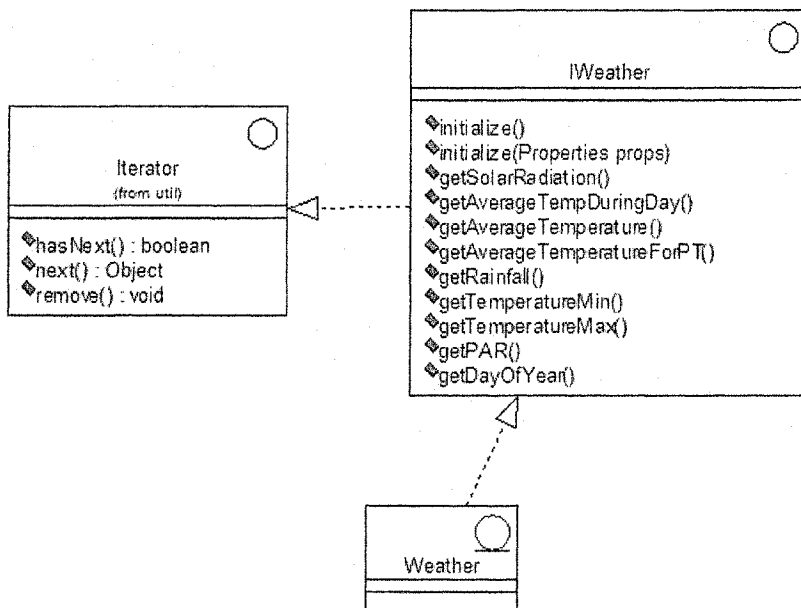 IWeather
initialize()
initialize(Properties props)
getSolarRadiation()
getAverageTempDuringDay()
getAverageTemperature()
getAverageTemperatureForPT()
getRainfall()
getTemperatureMin()
getTemperatureMax()
getPAR()
getDayOfYear()
Iterator
(from util)
hasNext() : boolean
next() : Object
remove() : void
Weather